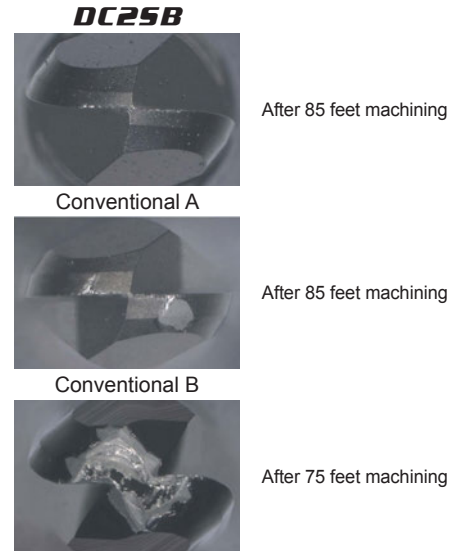 DC2SB
After 85 feet machining
Conventional A
After 85 feet machining
Conventional B
After 75 feet machining